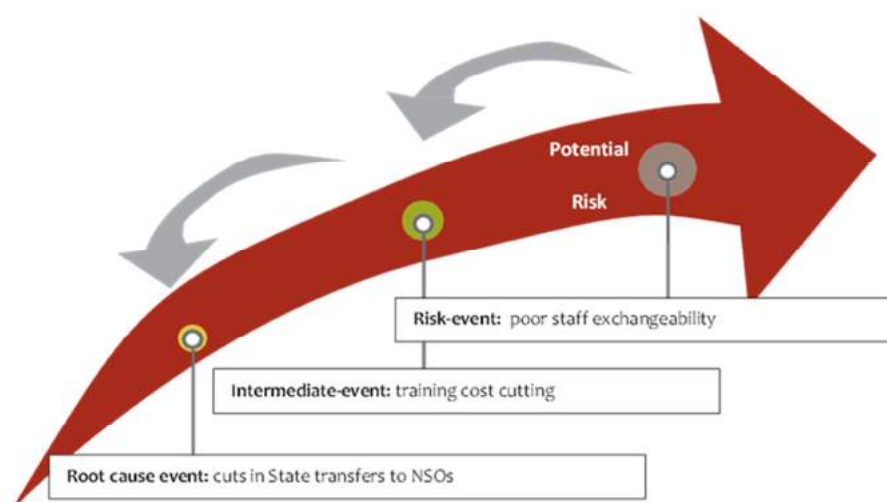 Potential
Risk
Risk-event: poor staff exchangeability
Intermediate-event: training cost cutting
Root cause event: cuts in State transfers to NSOs